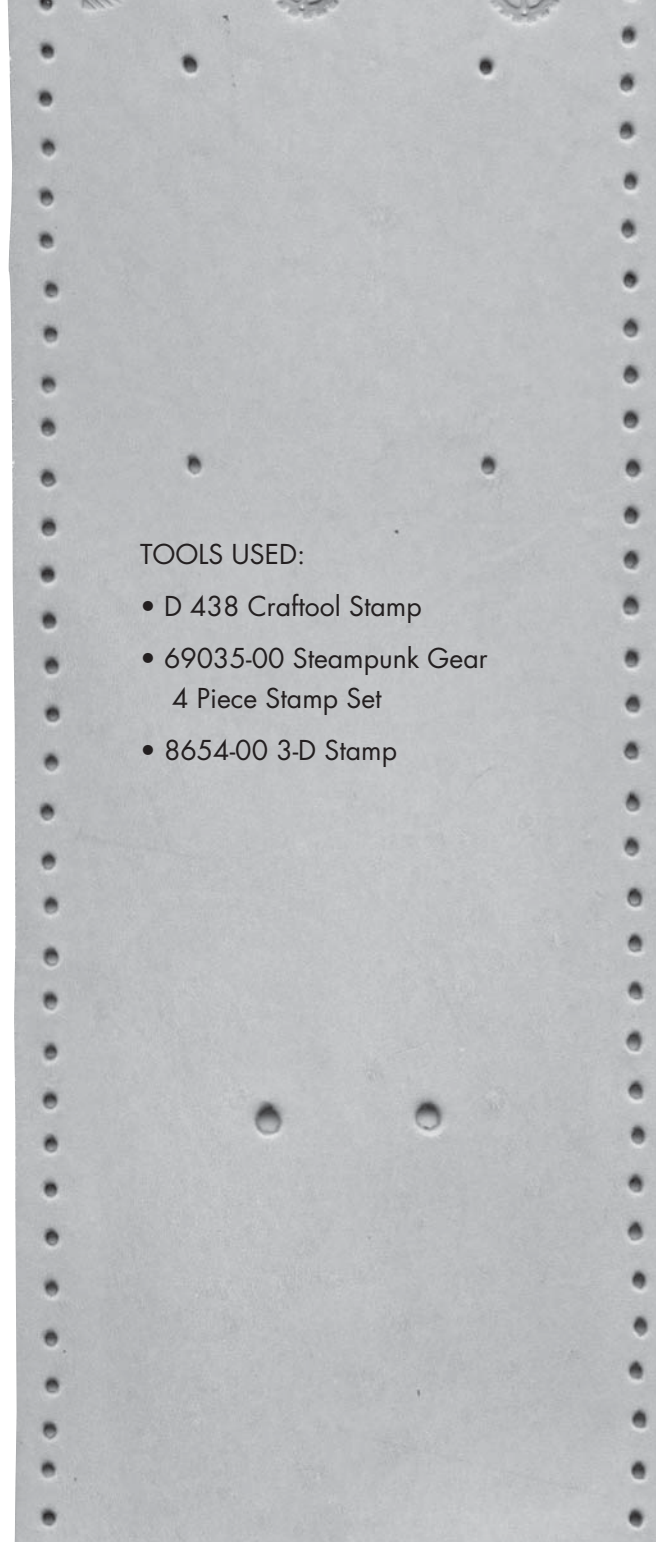 TOOLS USED:
• D 438 Craftool Stamp
• 69035-00 Steampunk Gear
4 Piece Stamp Set
• 8654-00 3-D Stamp